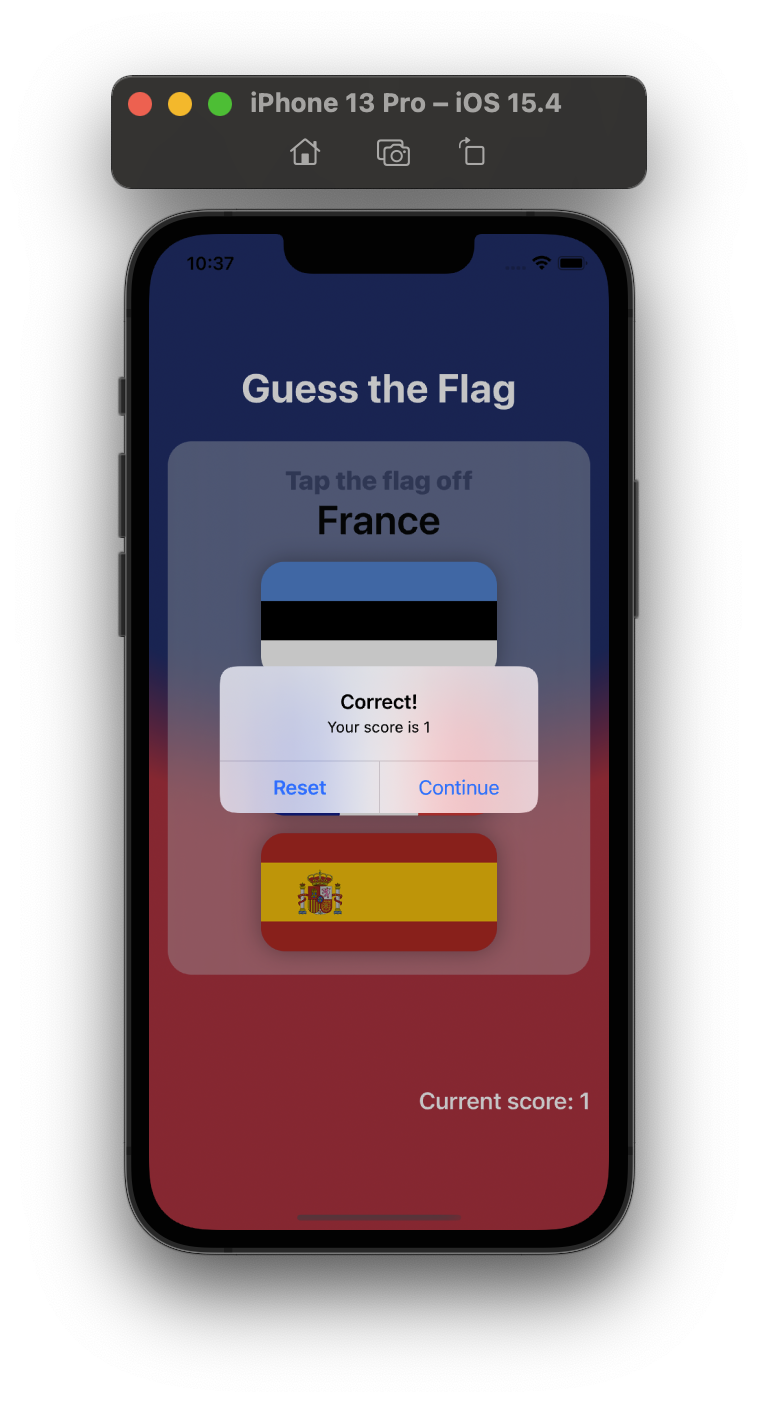 iPhone 13 Pro – iOS 15.4
10:37
Guess the Flag
Tap the flag off
France
Correct!
Your score is 1
Reset
Continue
Current score: 1